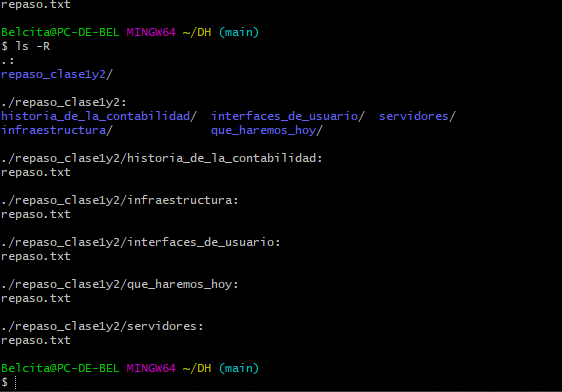 repaso.txt
Belcita@PC-DE-BEL MINGW64 ~/DH (main)
$ ls -R
.:
repaso_clase1y2/
./repaso_clase1y2:
historia_de_la_contabilidad/  interfaces_de_usuario/  servidores/
infraestructura/              que_haremos_hoy/
./repaso_clase1y2/historia_de_la_contabilidad:
repaso.txt
./repaso_clase1y2/infraestructura:
repaso.txt
./repaso_clase1y2/interfaces_de_usuario:
repaso.txt
./repaso_clase1y2/que_haremos_hoy:
repaso.txt
./repaso_clase1y2/servidores:
repaso.txt
Belcita@PC-DE-BEL MINGW64 ~/DH (main)
$